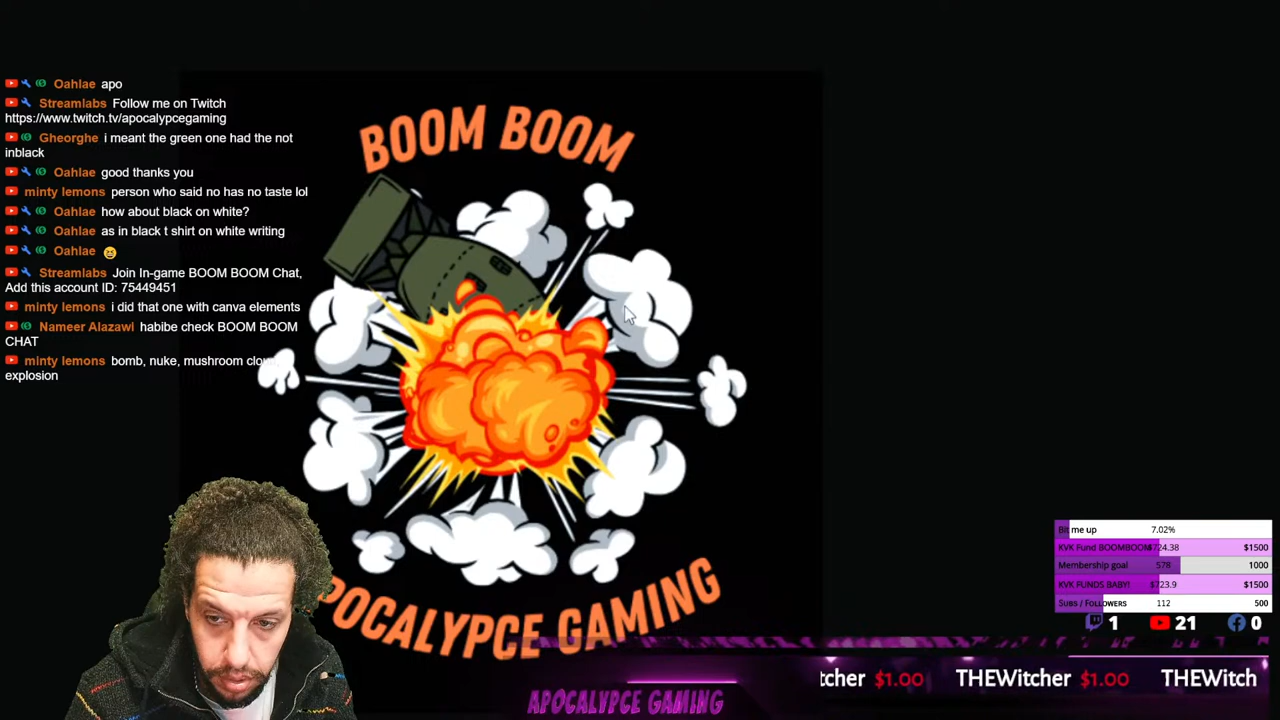 BOOM BOOM
Oahlae apo
Streamlabs Follow me on Twitch
https://www.twitch.tv/apocalypcegaming
Gheorghe i meant the green one had the not
inblack
Oahlae good thanks you
minty lemons person who said no has no taste lol
Oahlae how about black on white?
Oahlae as in black t shirt on white writing
Oahlae
Streamlabs Join In-game BOOM BOOM Chat,
Add this account ID: 75449451
minty lemons i did that one with canva elements
Nameer Alazawi habibe check BOOM BOOM
CHAT
minty lemons bomb, nuke, mushroom
explosion
POCALYPCE GAMING
me up 7.02%
KVK Fund BOOMBOOM $724.38 $1500
Membership goal 578 1000
KVK FUNDS BABY! $723.9 $1500
Subs / Followers 112 500
1 21 0
tcher $1.00 THEWitcher $1.00 THEWitch
APOCALYPCE GAMING